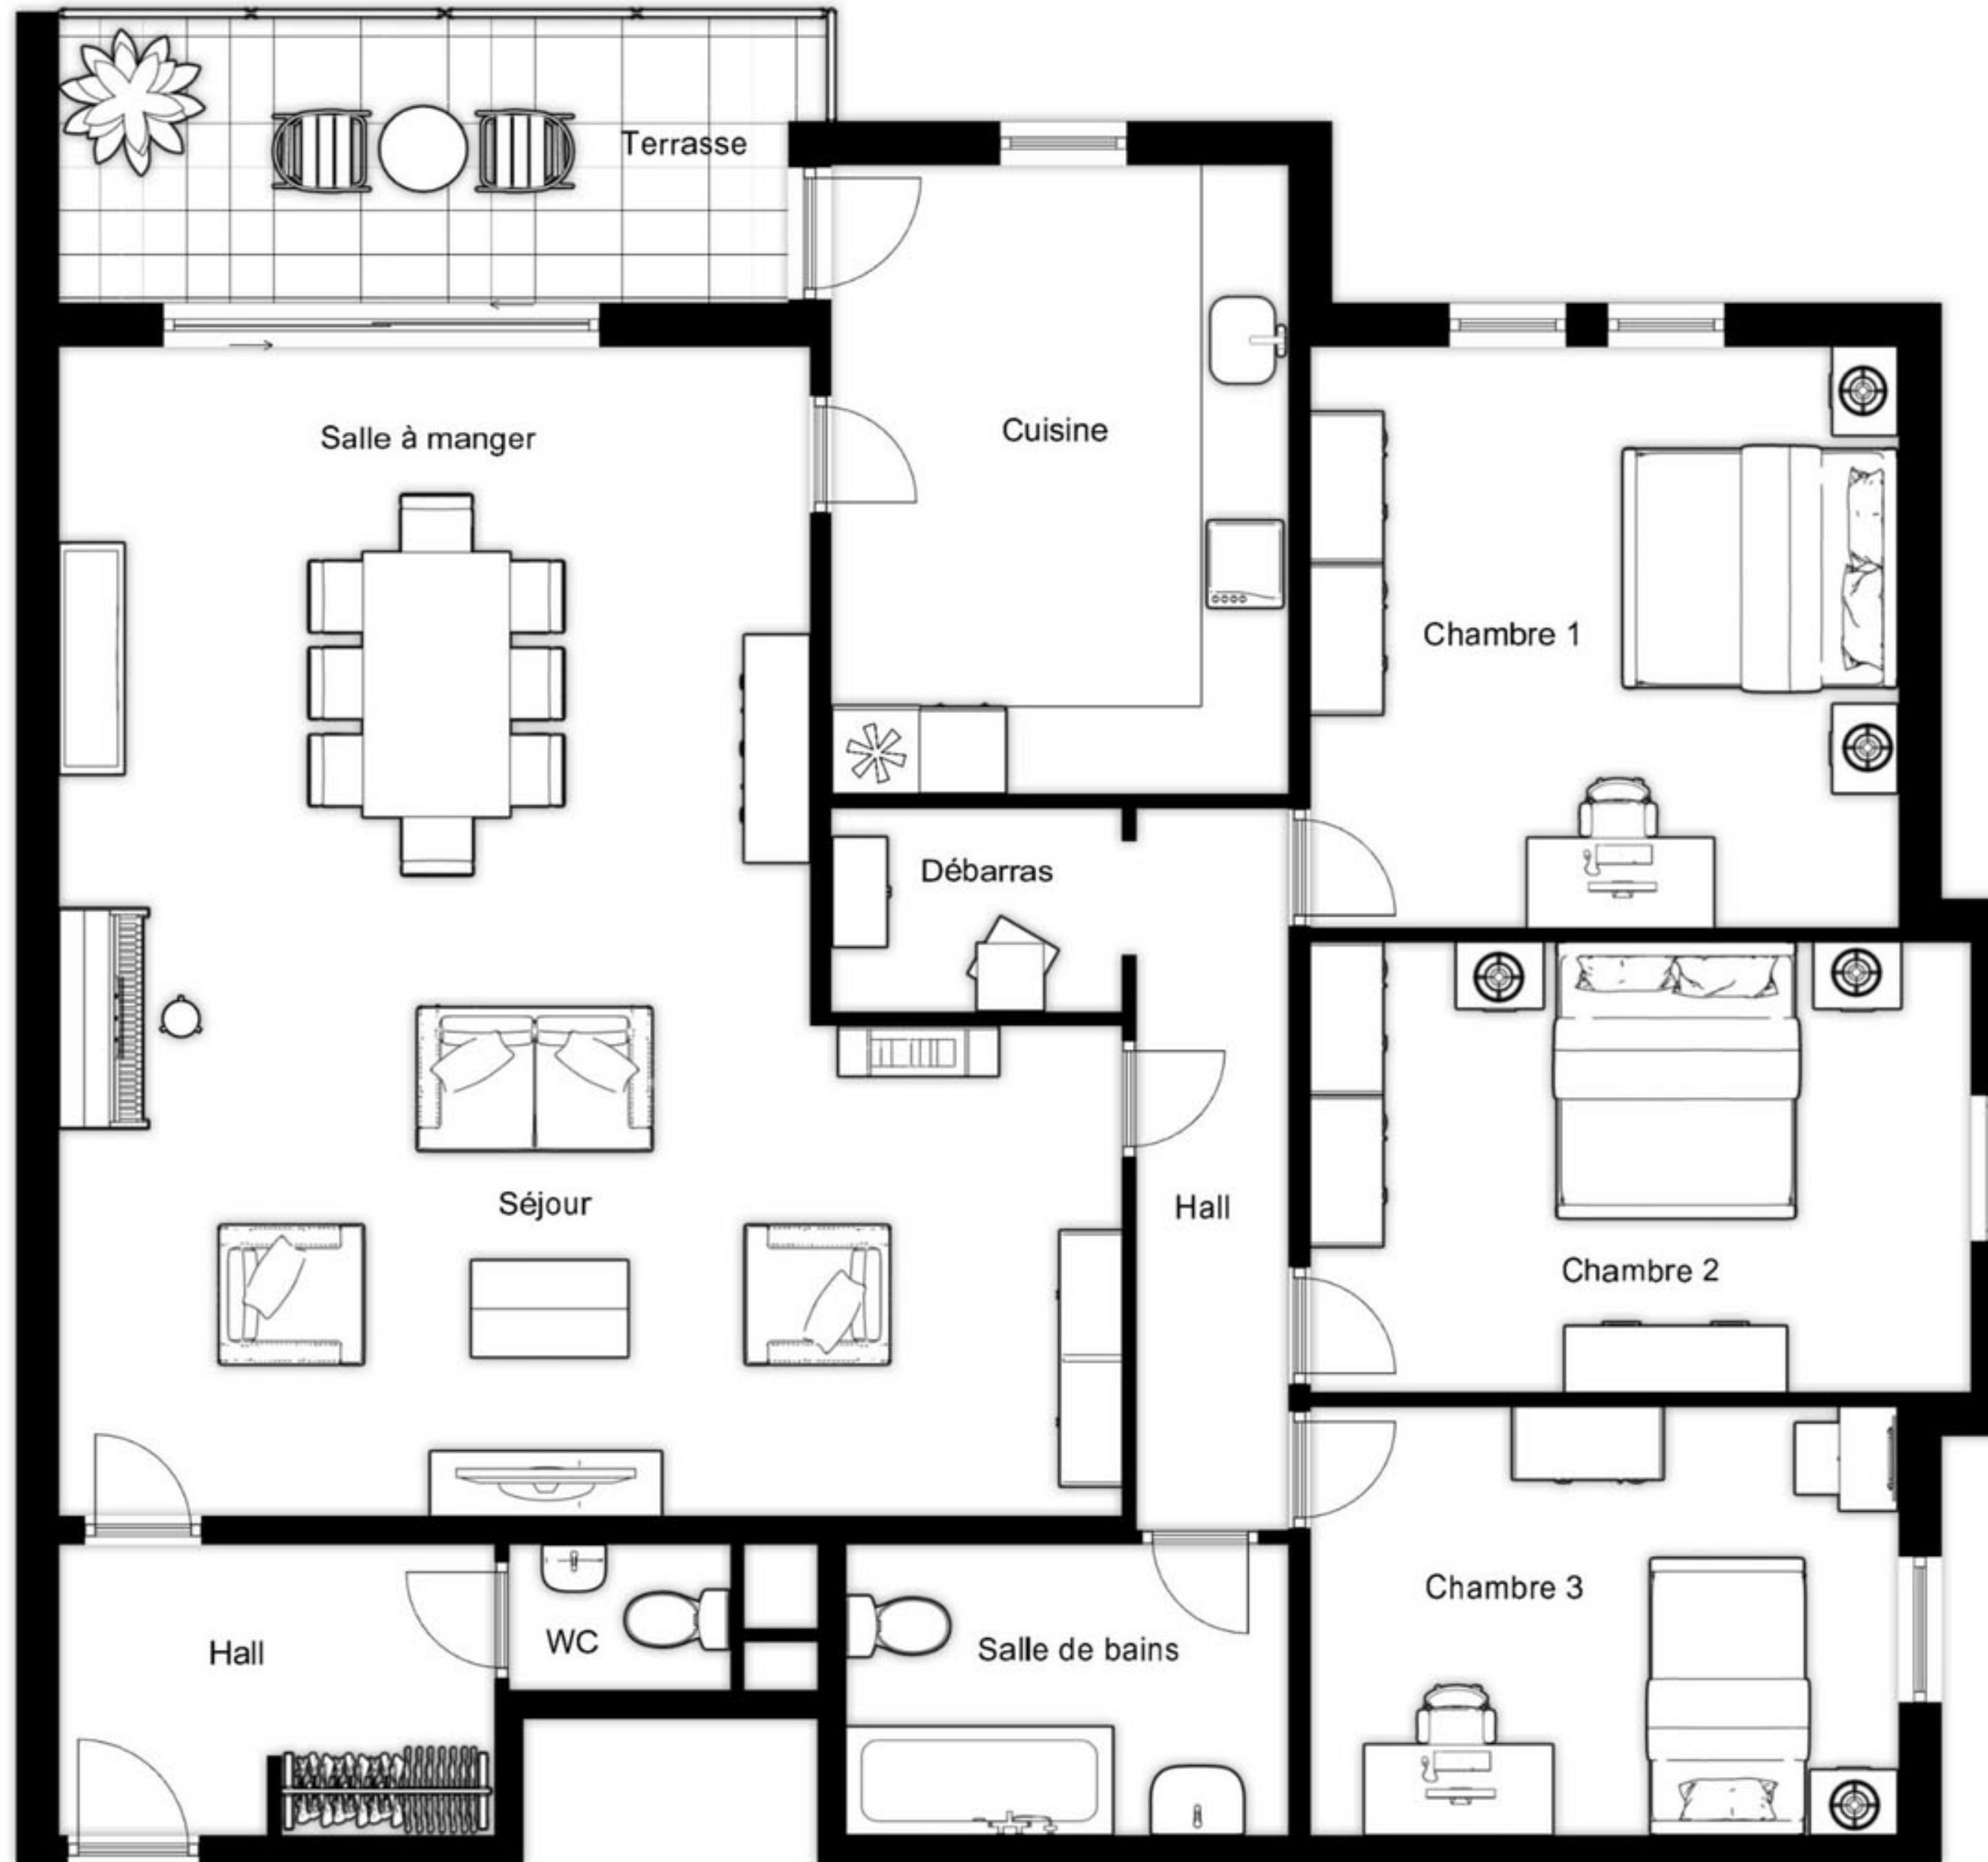 Terrasse
Salle à manger
Cuisine
Chambre 1
Débarras
Séjour
Hall
Chambre 2
Chambre 3
Hall
WC
Salle de bains